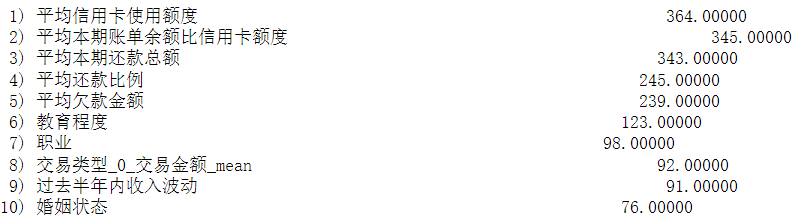 1) 平均信用卡使用额度 364.00000
2) 平均本期账单余额比信用卡额度 345.00000
3) 平均本期还款总额 343.00000
4) 平均还款比例 245.00000
5) 平均欠款金额 239.00000
6) 教育程度 123.00000
7) 职业 98.00000
8) 交易类型_0_交易金额_mean 92.00000
9) 过去半年内收入波动 91.00000
10) 婚姻状态 76.00000